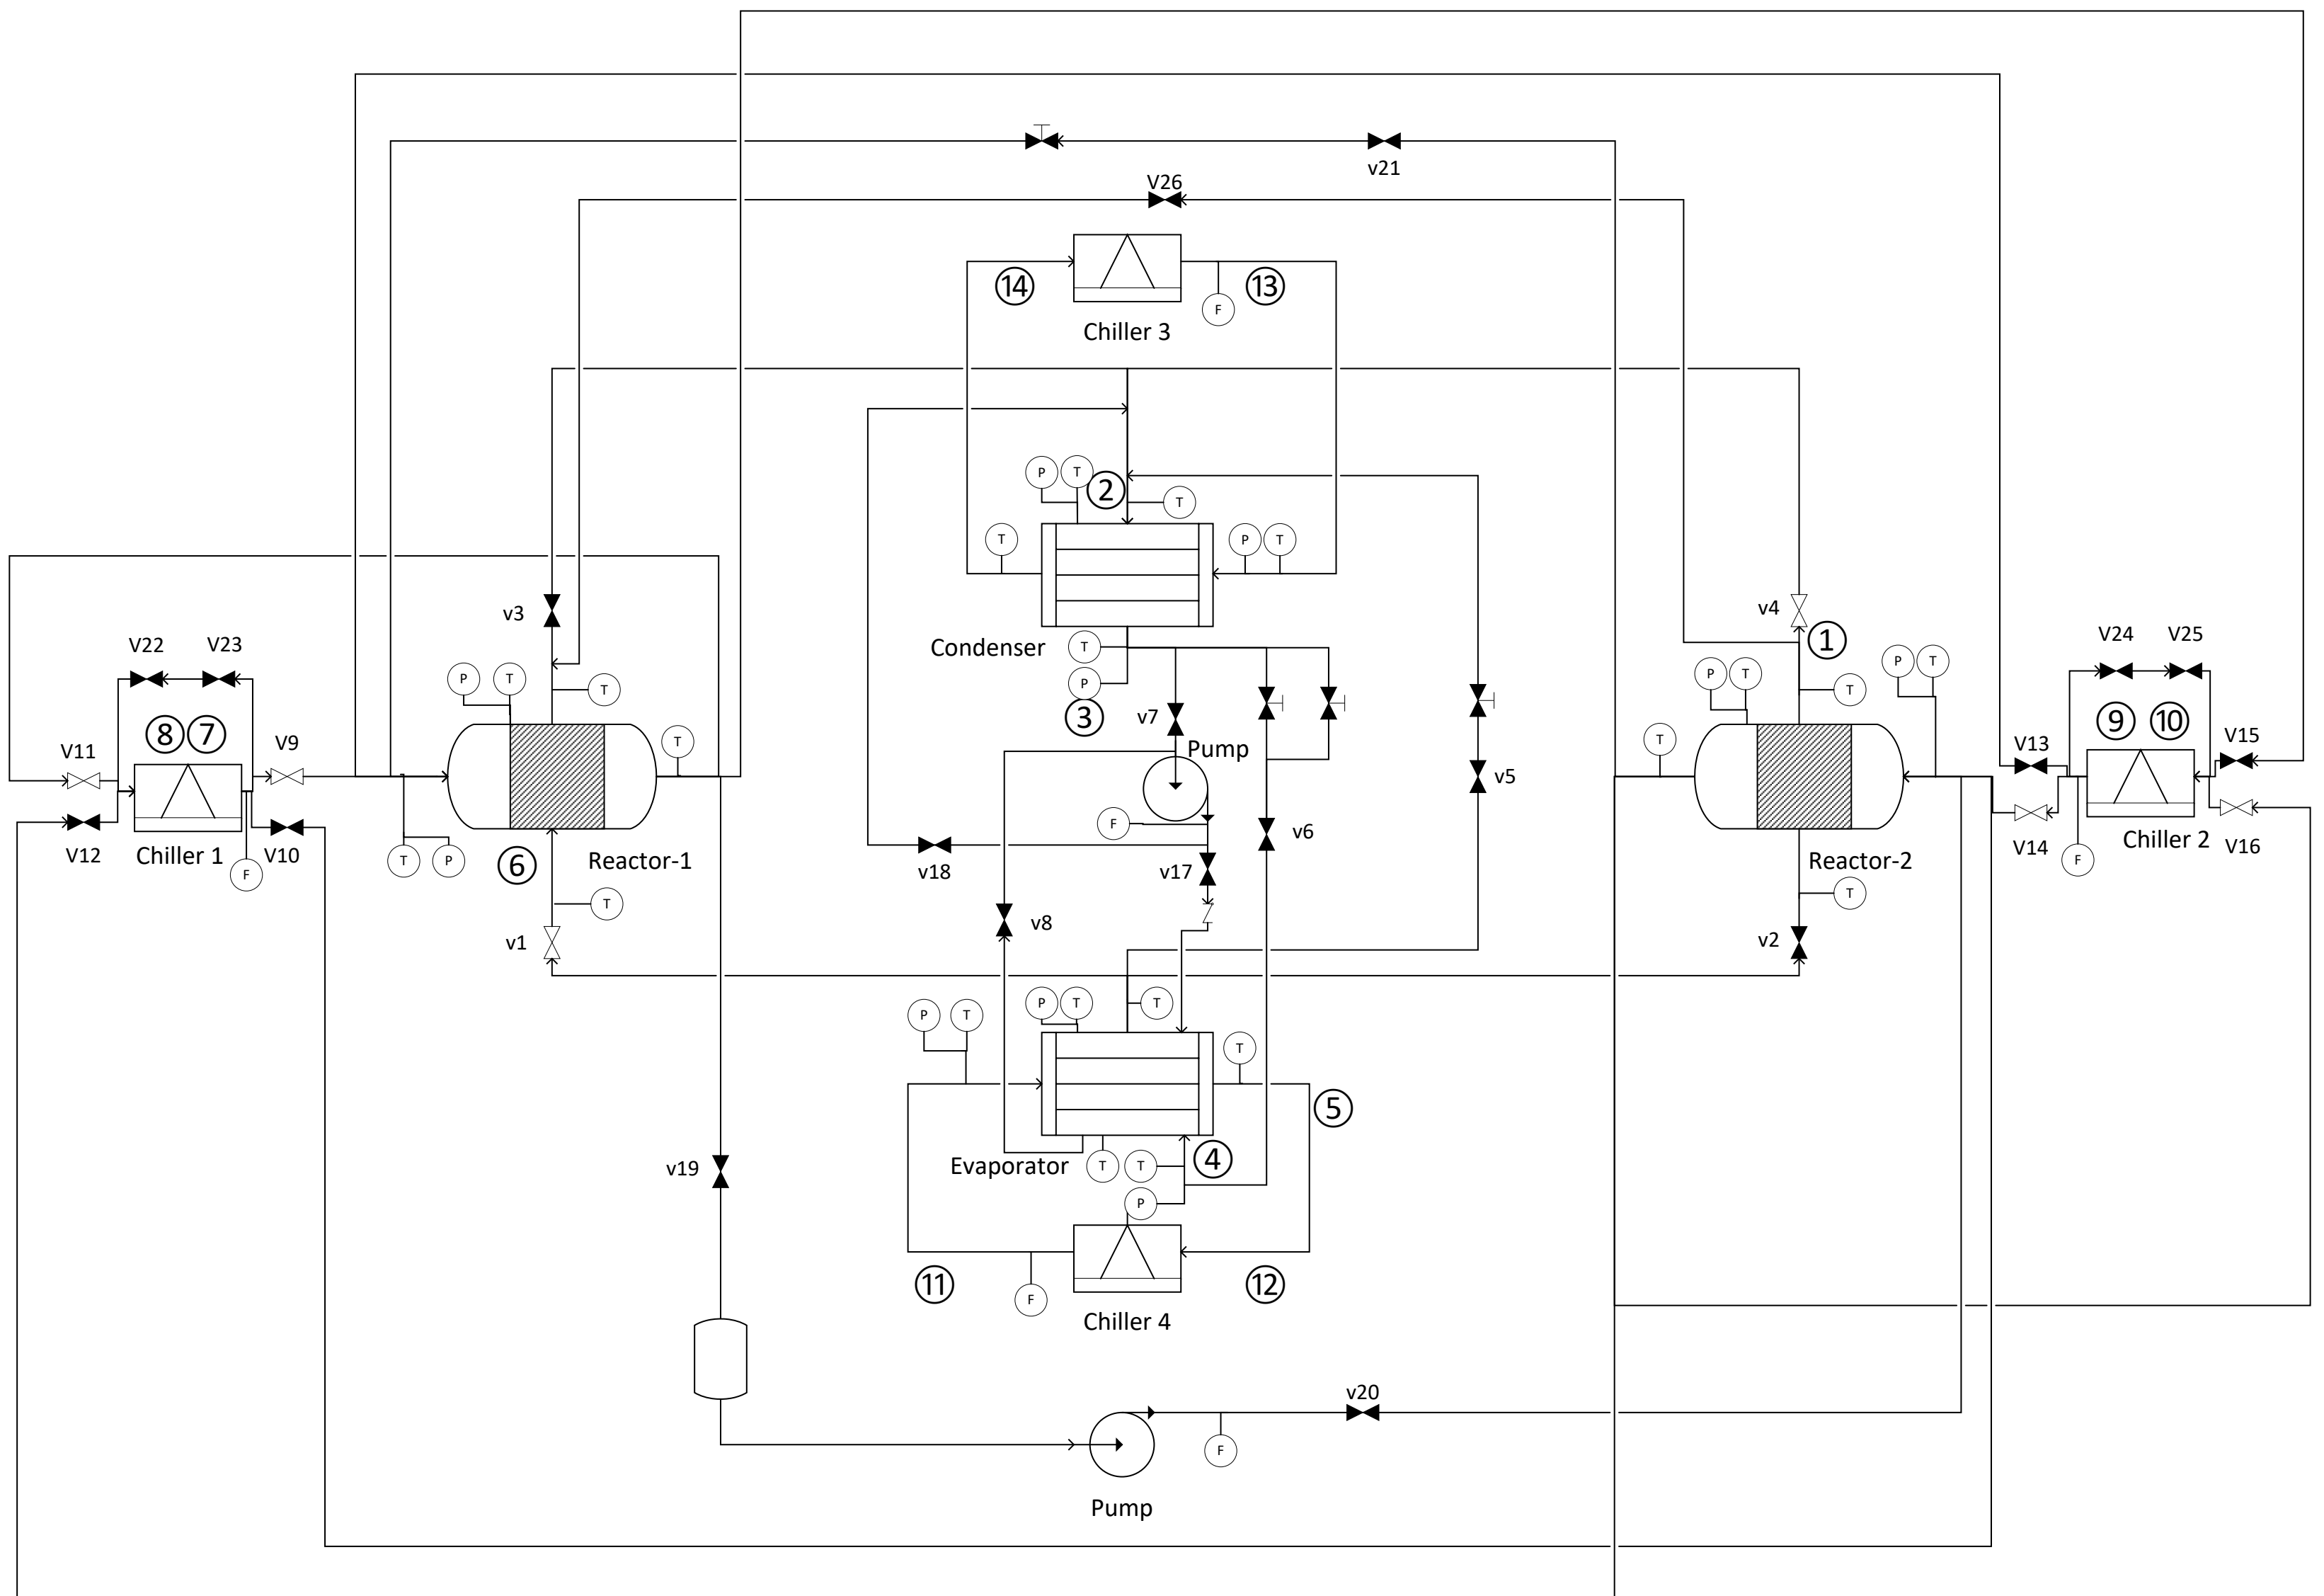 v21
V26
14
13
F
Chiller 3
P
T
2
T
T
P
T
v3
v4
1
Condenser
T
V22
V23
P
T
T
P
3
v7
P
T
T
P
T
V24
V25
8
7
V11
V9
T
Pump
v5
T
9
10
V13
V15
V12
Chiller 1
V10
F
T
P
6
Reactor-1
F
v6
v18
v17
Reactor-2
V14
F
Chiller 2
V16
T
v1
v8
T
v2
P
T
P
T
T
T
5
Evaporator
T
T
4
v19
P
11
F
12
Chiller 4
v20
F
Pump